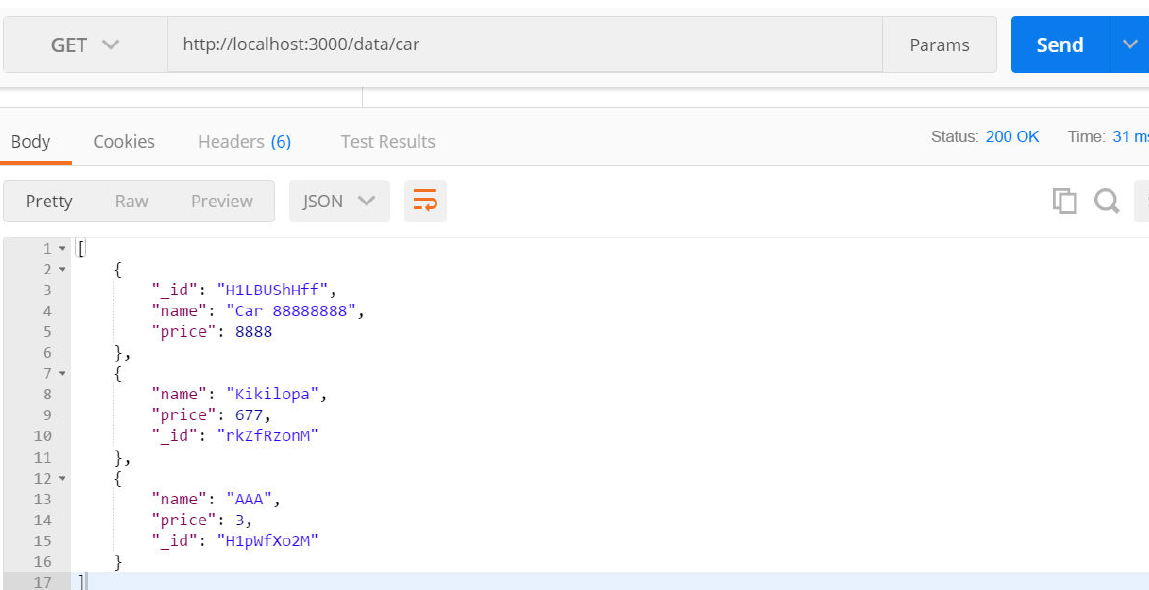 GET http://localhost:3000/data/car Params Send
Body Cookies Headers (6) Test Results Status: 200 OK Time: 31 ms
Pretty Raw Preview JSON
1 [
2 {
3 "_id": "H1LBUShHff",
4 "name": "Car 88888888",
5 "price": 8888
6 },
7 {
8 "name": "Kikilopa",
9 "price": 677,
10 "_id": "rkZfRzonM"
11 },
12 {
13 "name": "AAA",
14 "price": 3,
15 "_id": "H1pWfXo2M"
16 }
17 ]